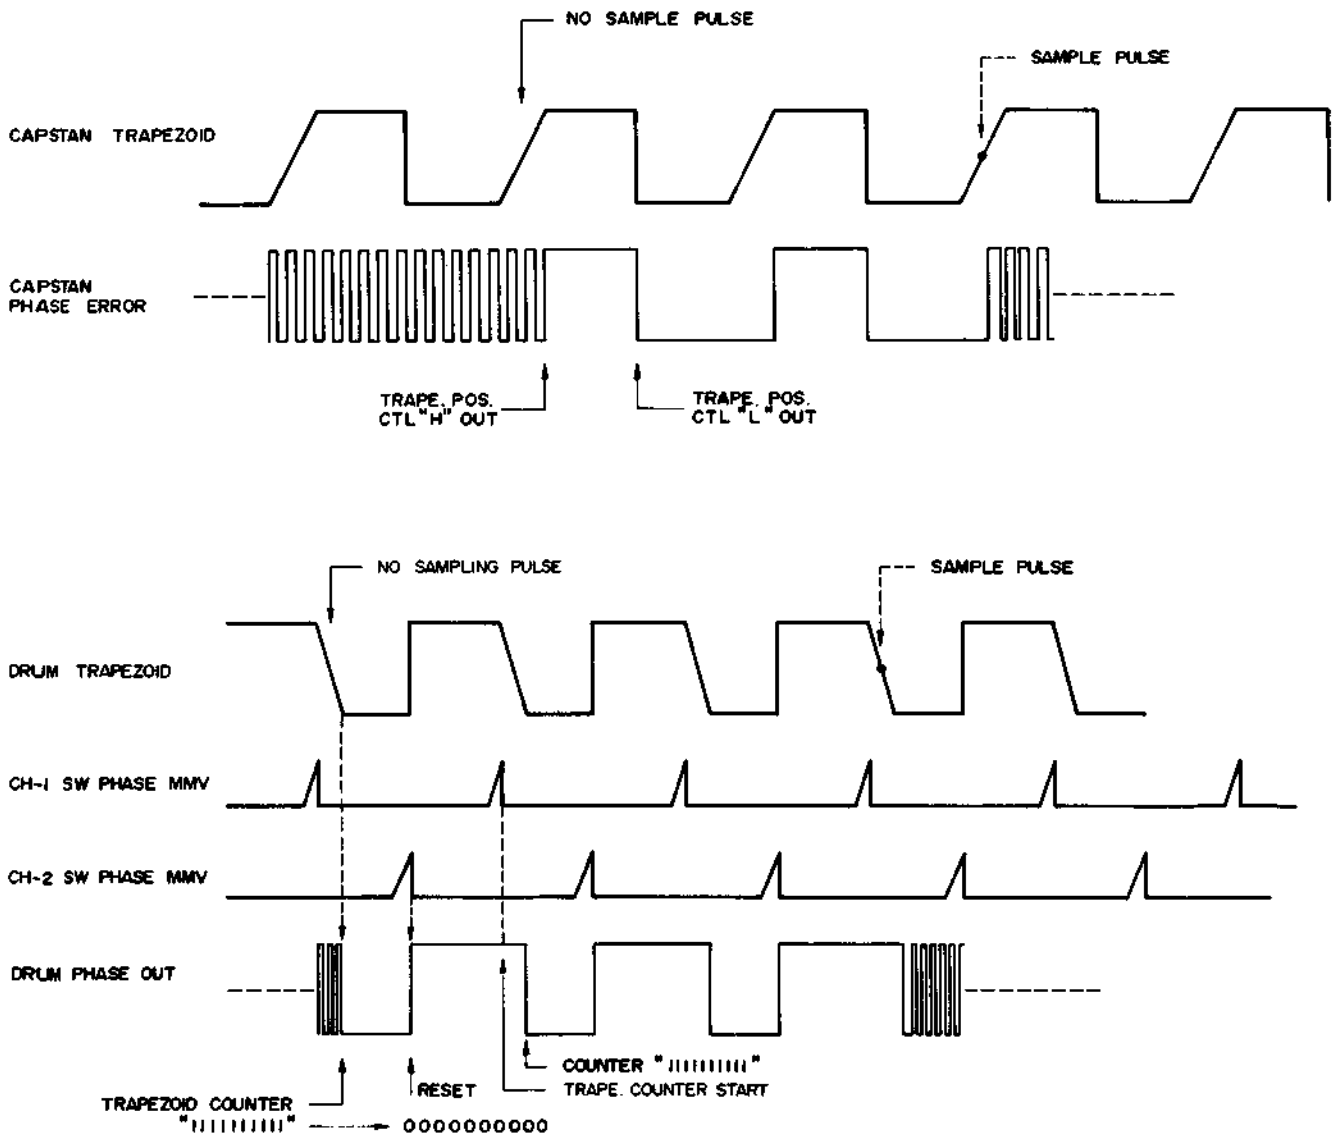 NO SAMPLE PULSE
SAMPLE PULSE
CAPSTAN TRAPEZOID
CAPSTAN
PHASE ERROR
TRAPE. POS.
CTL "H" OUT
TRAPE. POS.
CTL "L" OUT
NO SAMPLING PULSE
SAMPLE PULSE
DRUM TRAPEZOID
CH-1 SW PHASE MMV
CH-2 SW PHASE MMV
DRUM PHASE OUT
COUNTER "1111111111"
RESET
TRAPE. COUNTER START
TRAPEZOID COUNTER
"1111111111" 0000000000